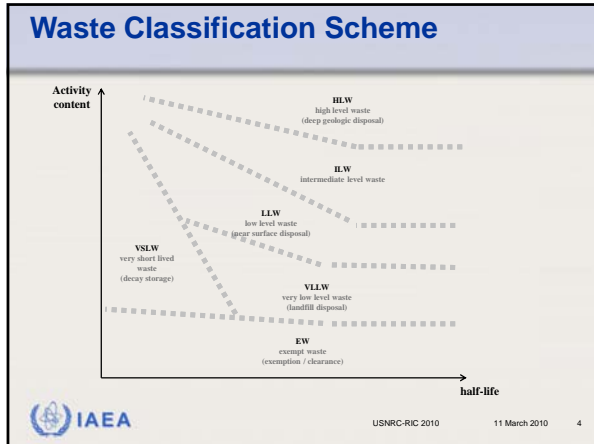 Waste Classification Scheme
Activity
content
HLW
high level waste
(deep geologic disposal)
ILW
intermediate level waste
LLW
low level waste
(near surface disposal)
VSLW
very short lived
waste
(decay storage)
VLLW
very low level waste
(landfill disposal)
EW
exempt waste
(exemption / clearance)
half-life
IAEA
USNRC-RIC 2010 11 March 2010 4